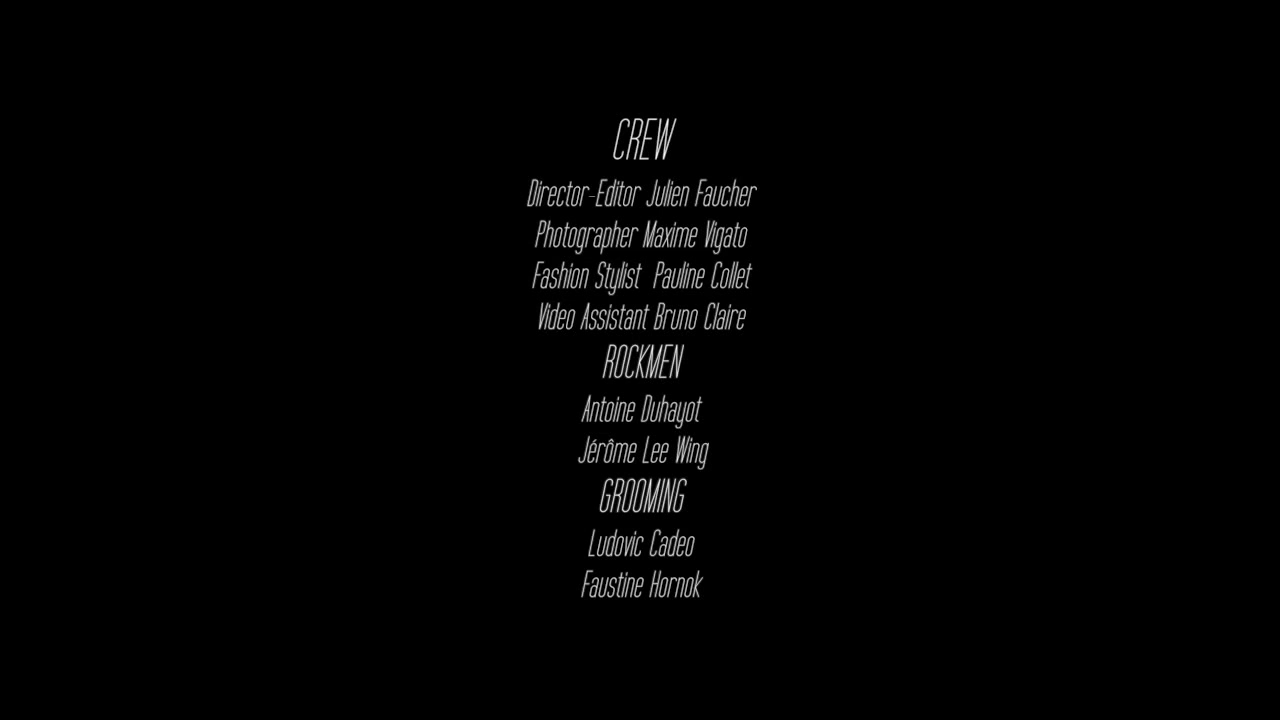 CREW
Director-Editor Julien Faucher
Photographer Maxime Vigato
Fashion Stylist  Pauline Collet
Video Assistant Bruno Claire
ROCKMEN
Antoine Duhayot
Jérôme Lee Wing
GROOMING
Ludovic Cadeo
Faustine Hornok